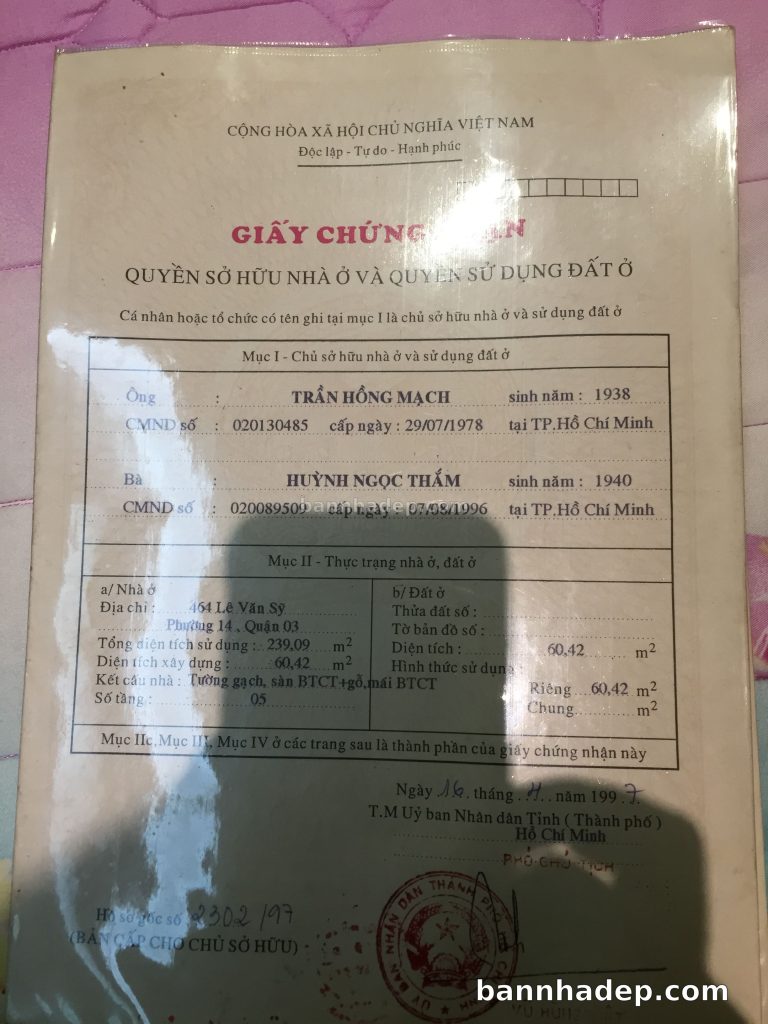 CỘNG HÒA XÃ HỘI CHỦ NGHĨA VIỆT NAM
Độc lập - Tự do - Hạnh phúc
GIẤY CHỨNG
QUYỀN SỞ HỮU NHÀ Ở VÀ QUYỀN SỬ DỤNG ĐẤT Ở
Cá nhân hoặc tổ chức có tên ghi tại mục I là chủ sở hữu nhà ở và sử dụng đất ở
Mục I - Chủ sở hữu nhà ở và sử dụng đất ở
Ông : TRẦN HỒNG MẠCH sinh năm : 1938
CMND số : 020130485 cấp ngày : 29/07/1978 tại TP.Hồ Chí Minh
Bà : HUỲNH NGỌC THẮM sinh năm : 1940
bannhadep.com
CMND số : 020089509 cấp ngày : 07/08/1996 tại TP.Hồ Chí Minh
Mục II - Thực trạng nhà ở, đất ở
a/ Nhà ở
Địa chỉ : 464 Lê Văn Sỹ
Phường 14 , Quận 03
Tổng diện tích sử dụng : 239,09 m2
Diện tích xây dựng : 60,42 m2
Kết cấu nhà : Tường gạch, sàn BTCT+gỗ,mái BTCT
Số tầng : 05
b/ Đất ở
Thửa đất số :
Tờ bản đồ số :
Diện tích : 60,42 m2
Hình thức sử dụng :
Riêng 60,42 m2
Chung m2
Mục IIc,Mục III, Mục IV ở các trang sau là thành phần của giấy chứng nhận này
Ngày 16 tháng 4 năm 1997
T.M Uỷ ban Nhân dân Tỉnh ( Thành phố )
Hồ Chí Minh
PHÓ CHỦ TỊCH
Hồ sơ gốc số 2302/97
(BẢN CẤP CHO CHỦ SỞ HỮU)
bannhadep.com